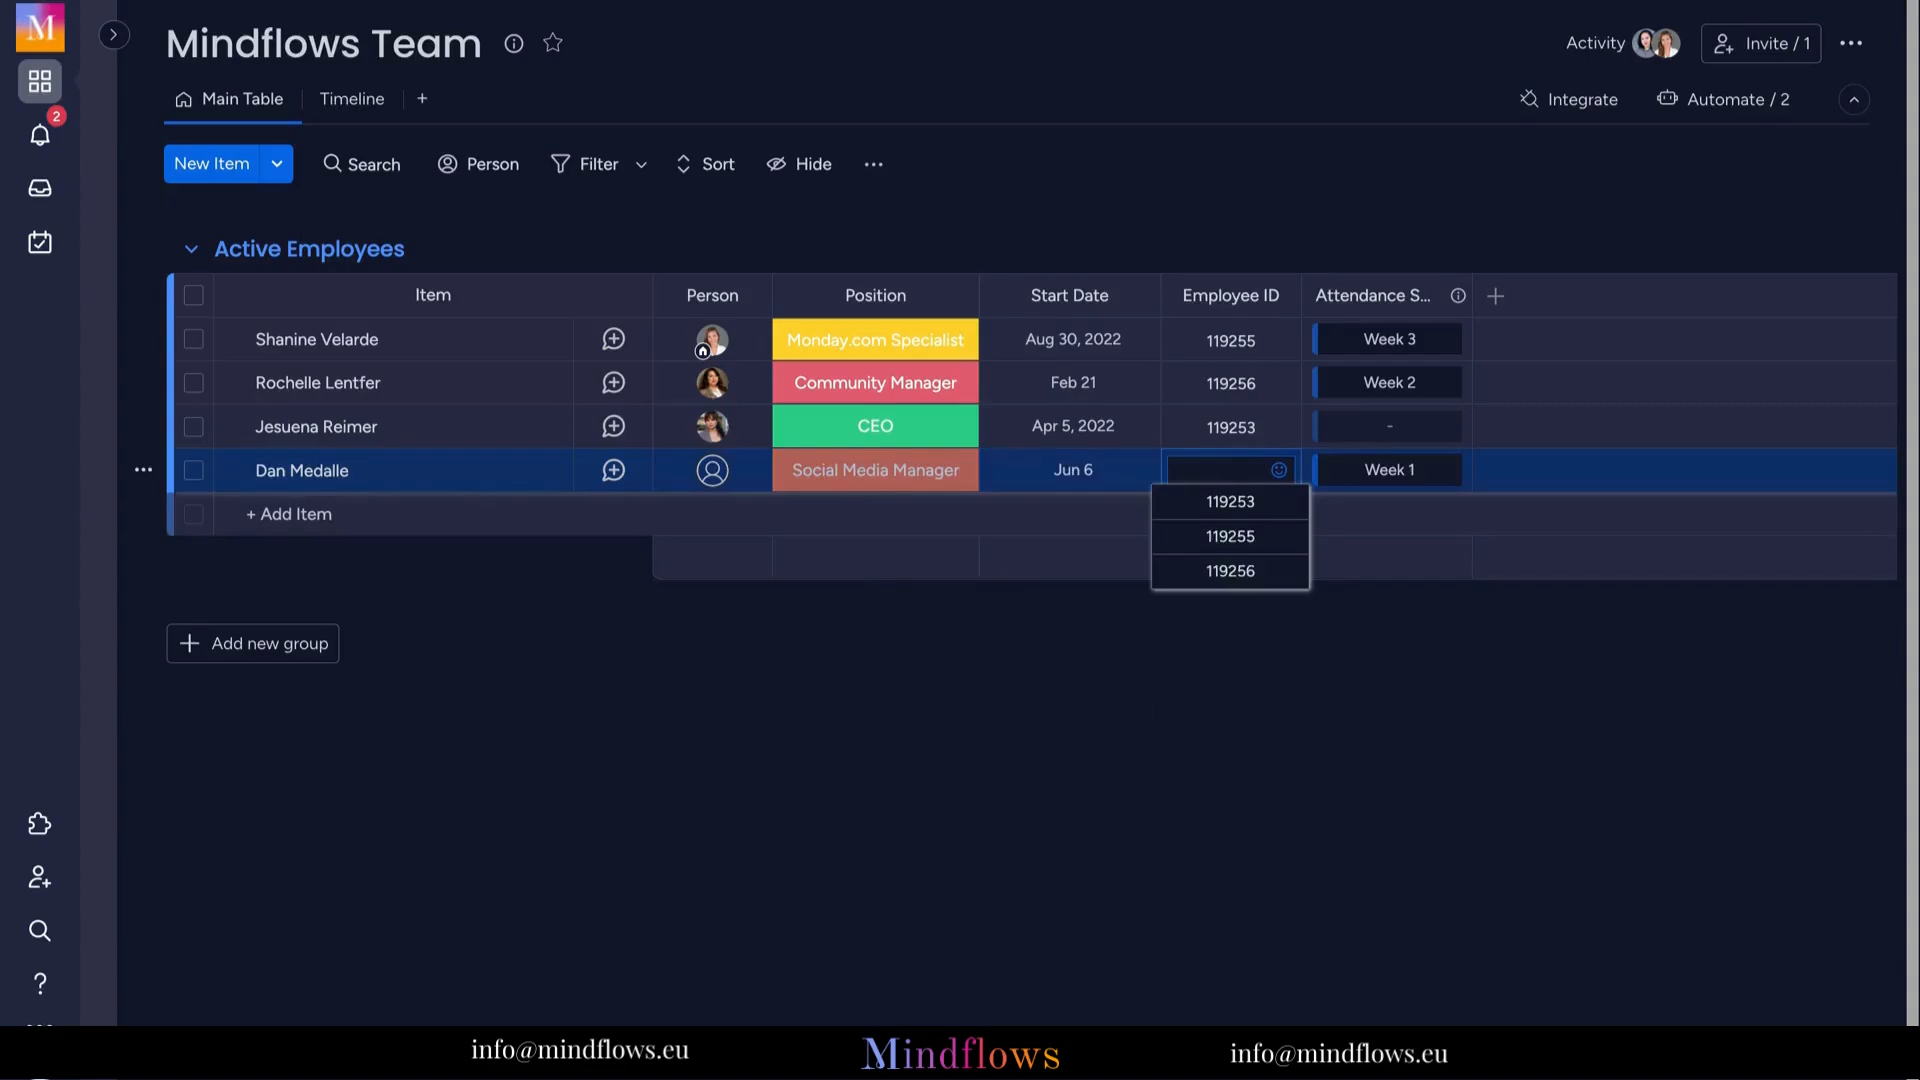 M
Mindflows Team
Activity
Invite / 1
Main Table
Timeline
+
Integrate
Automate / 2
2
New Item
Search
Person
Filter
Sort
Hide
Active Employees
Item
Person
Position
Start Date
Employee ID
Attendance S...
Shanine Velarde
Monday.com Specialist
Aug 30, 2022
119255
Week 3
Rochelle Lentfer
Community Manager
Feb 21
119256
Week 2
Jesuena Reimer
CEO
Apr 5, 2022
119253
-
Dan Medalle
Social Media Manager
Jun 6
Week 1
+ Add Item
119253
119255
119256
+ Add new group
?
info@mindflows.eu
Mindflows
info@mindflows.eu